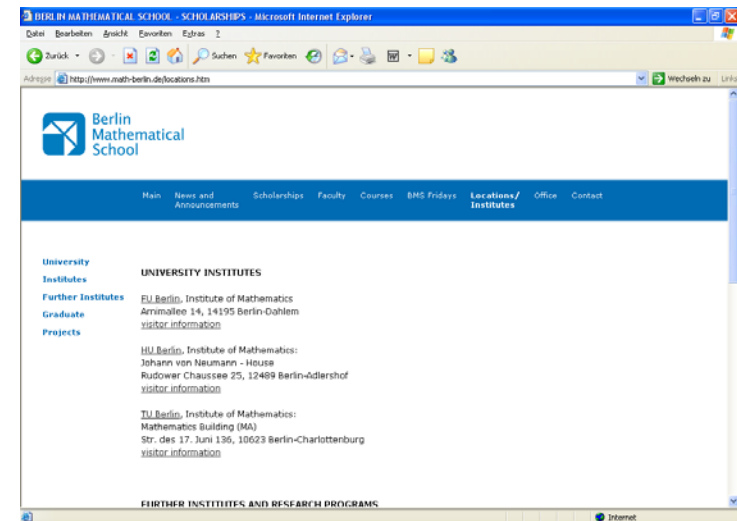 BERLIN MATHEMATICAL SCHOOL - SCHOLARSHIPS - Microsoft Internet Explorer
Datei Bearbeiten Ansicht Favoriten Extras ?
Zurück Suchen Favoriten
Adresse http://www.math-berlin.de/locations.htm Wechseln zu Links
Berlin
Mathematical
School
Main News and Scholarships Faculty Courses BMS Fridays Locations/ Office Contact
Announcements Institutes
University
Institutes
Further Institutes
Graduate
Projects
UNIVERSITY INSTITUTES
FU Berlin, Institute of Mathematics
Arnimallee 14, 14195 Berlin-Dahlem
visitor information
HU Berlin, Institute of Mathematics:
Johann von Neumann - House
Rudower Chaussee 25, 12489 Berlin-Adlershof
visitor information
TU Berlin, Institute of Mathematics:
Mathematics Building (MA)
Str. des 17. Juni 136, 10623 Berlin-Charlottenburg
visitor information
FURTHER INSTITUTES AND RESEARCH PROGRAMS
Internet